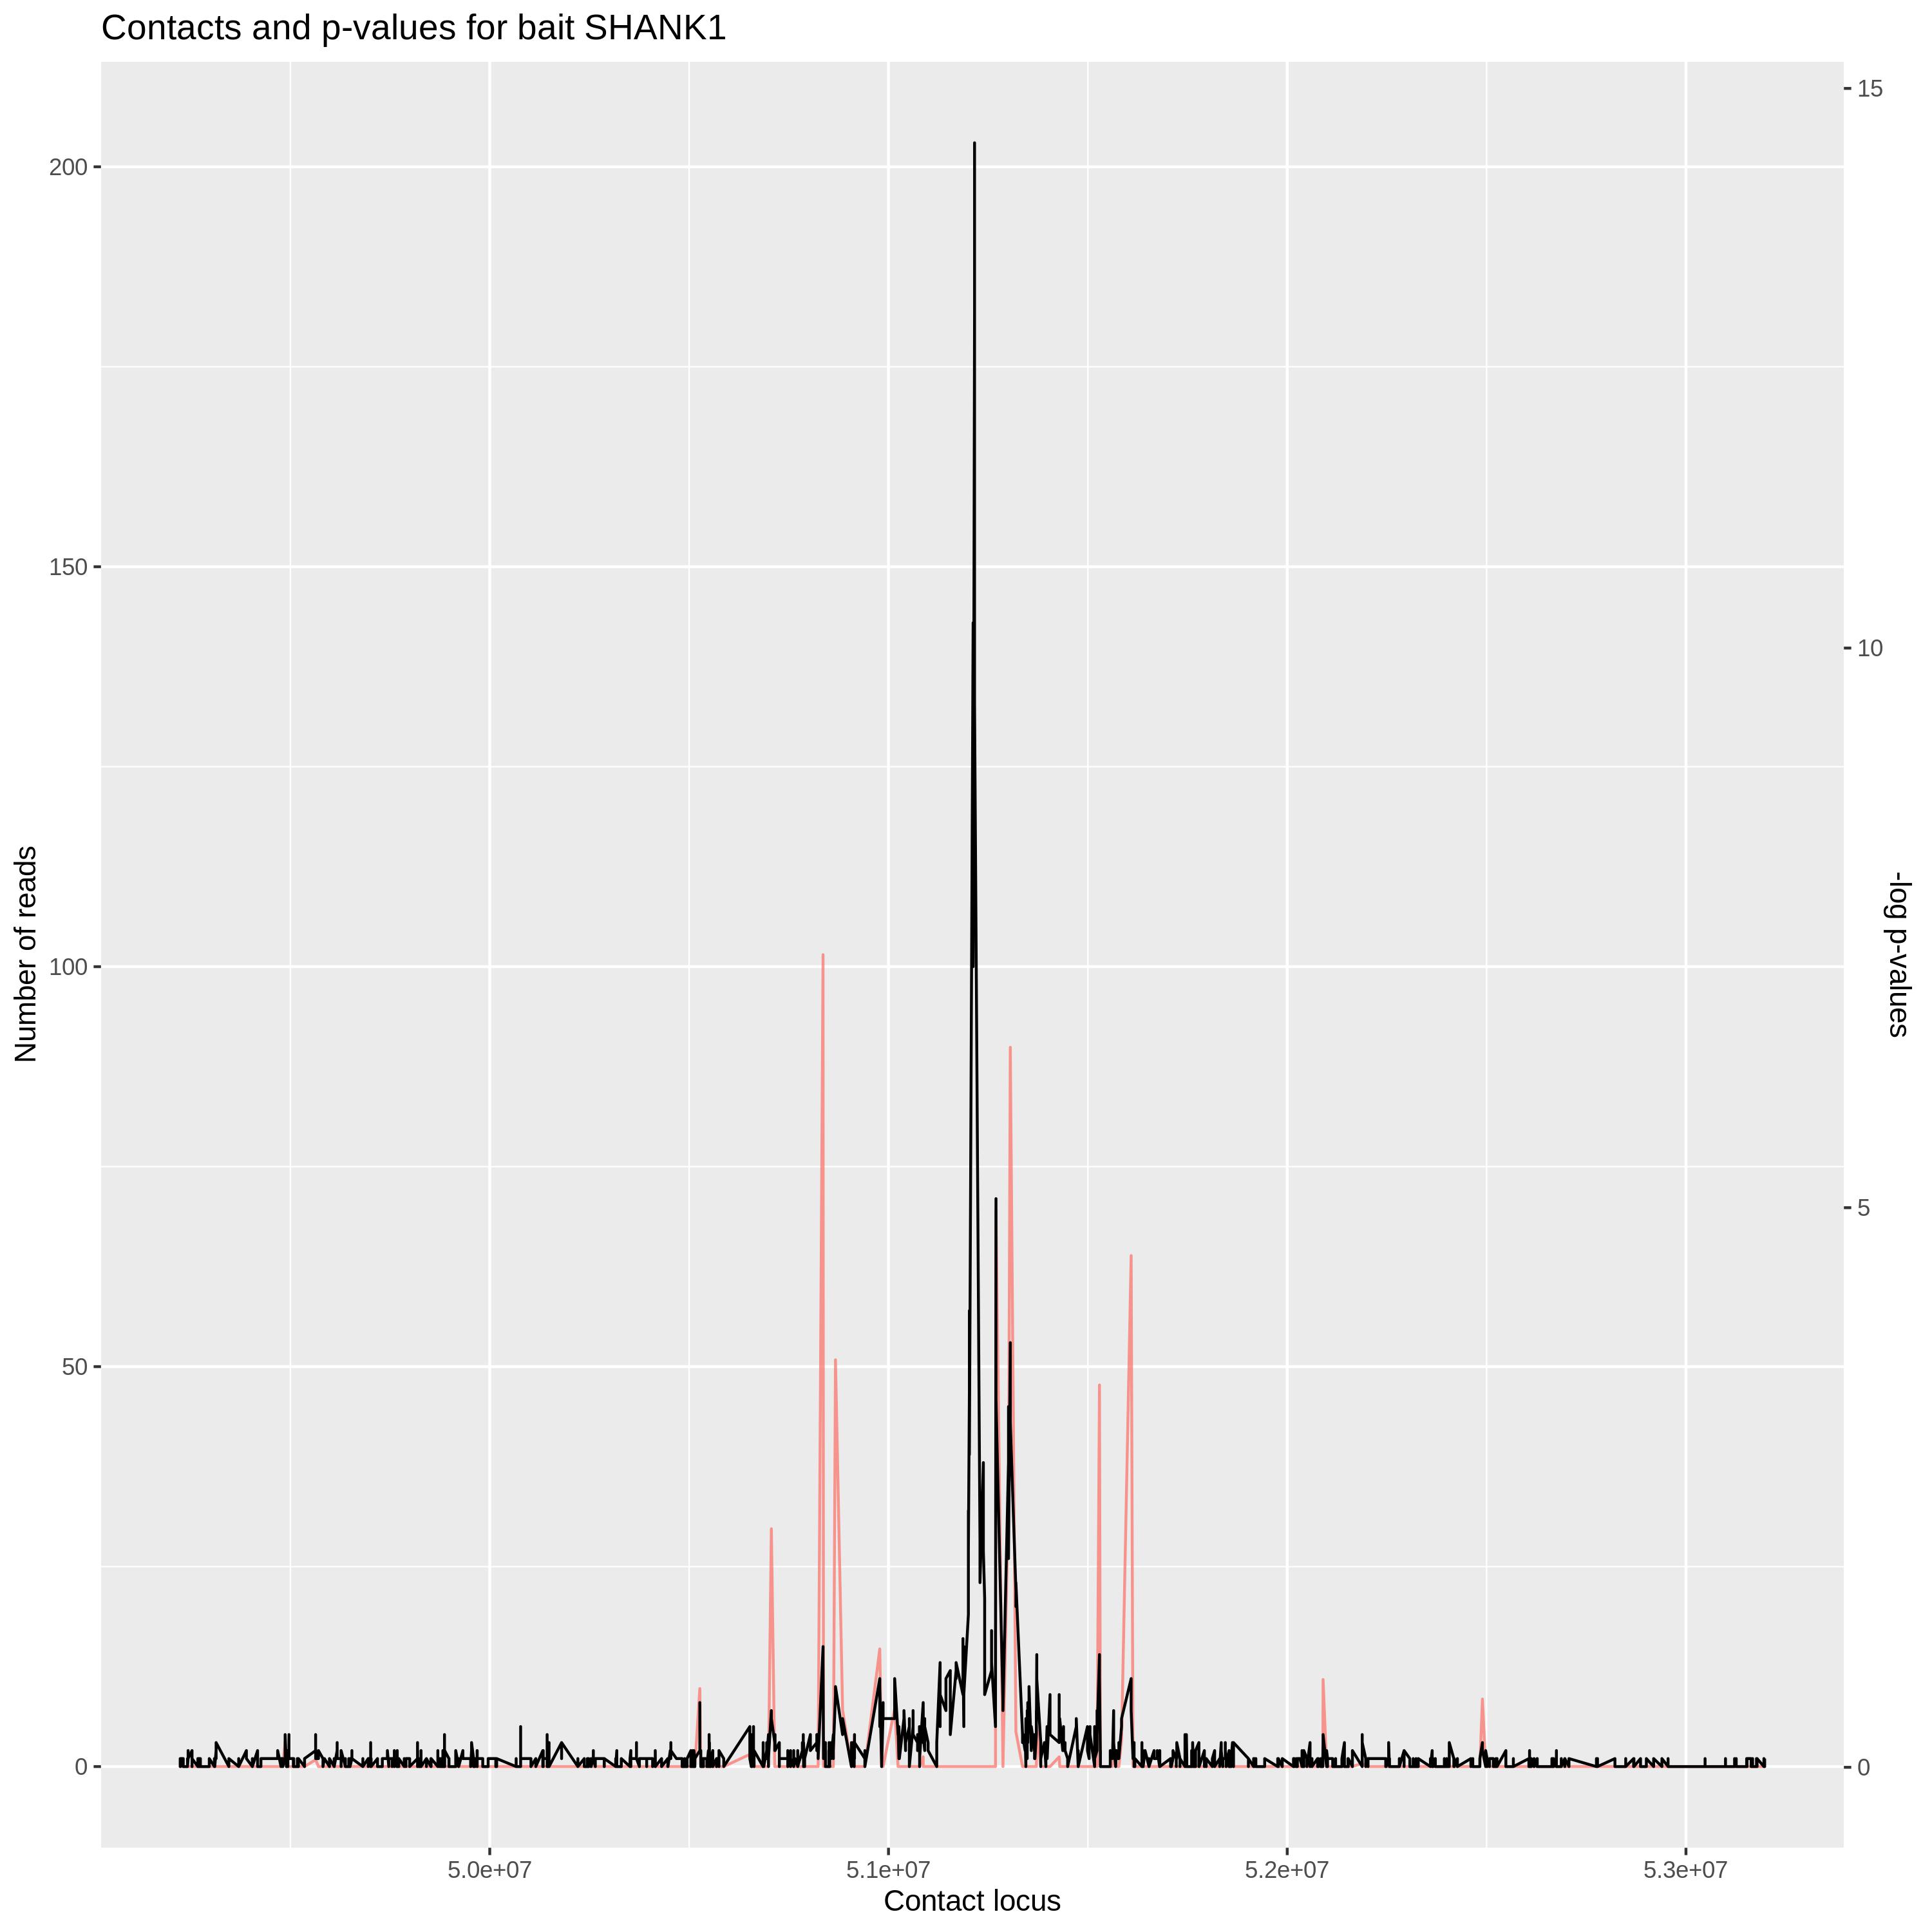 Contacts and p-values for bait SHANK1
200
150
100
50
0
Number of reads
15
10
5
0
-log p-values
5.0e+07
5.1e+07
5.2e+07
5.3e+07
Contact locus